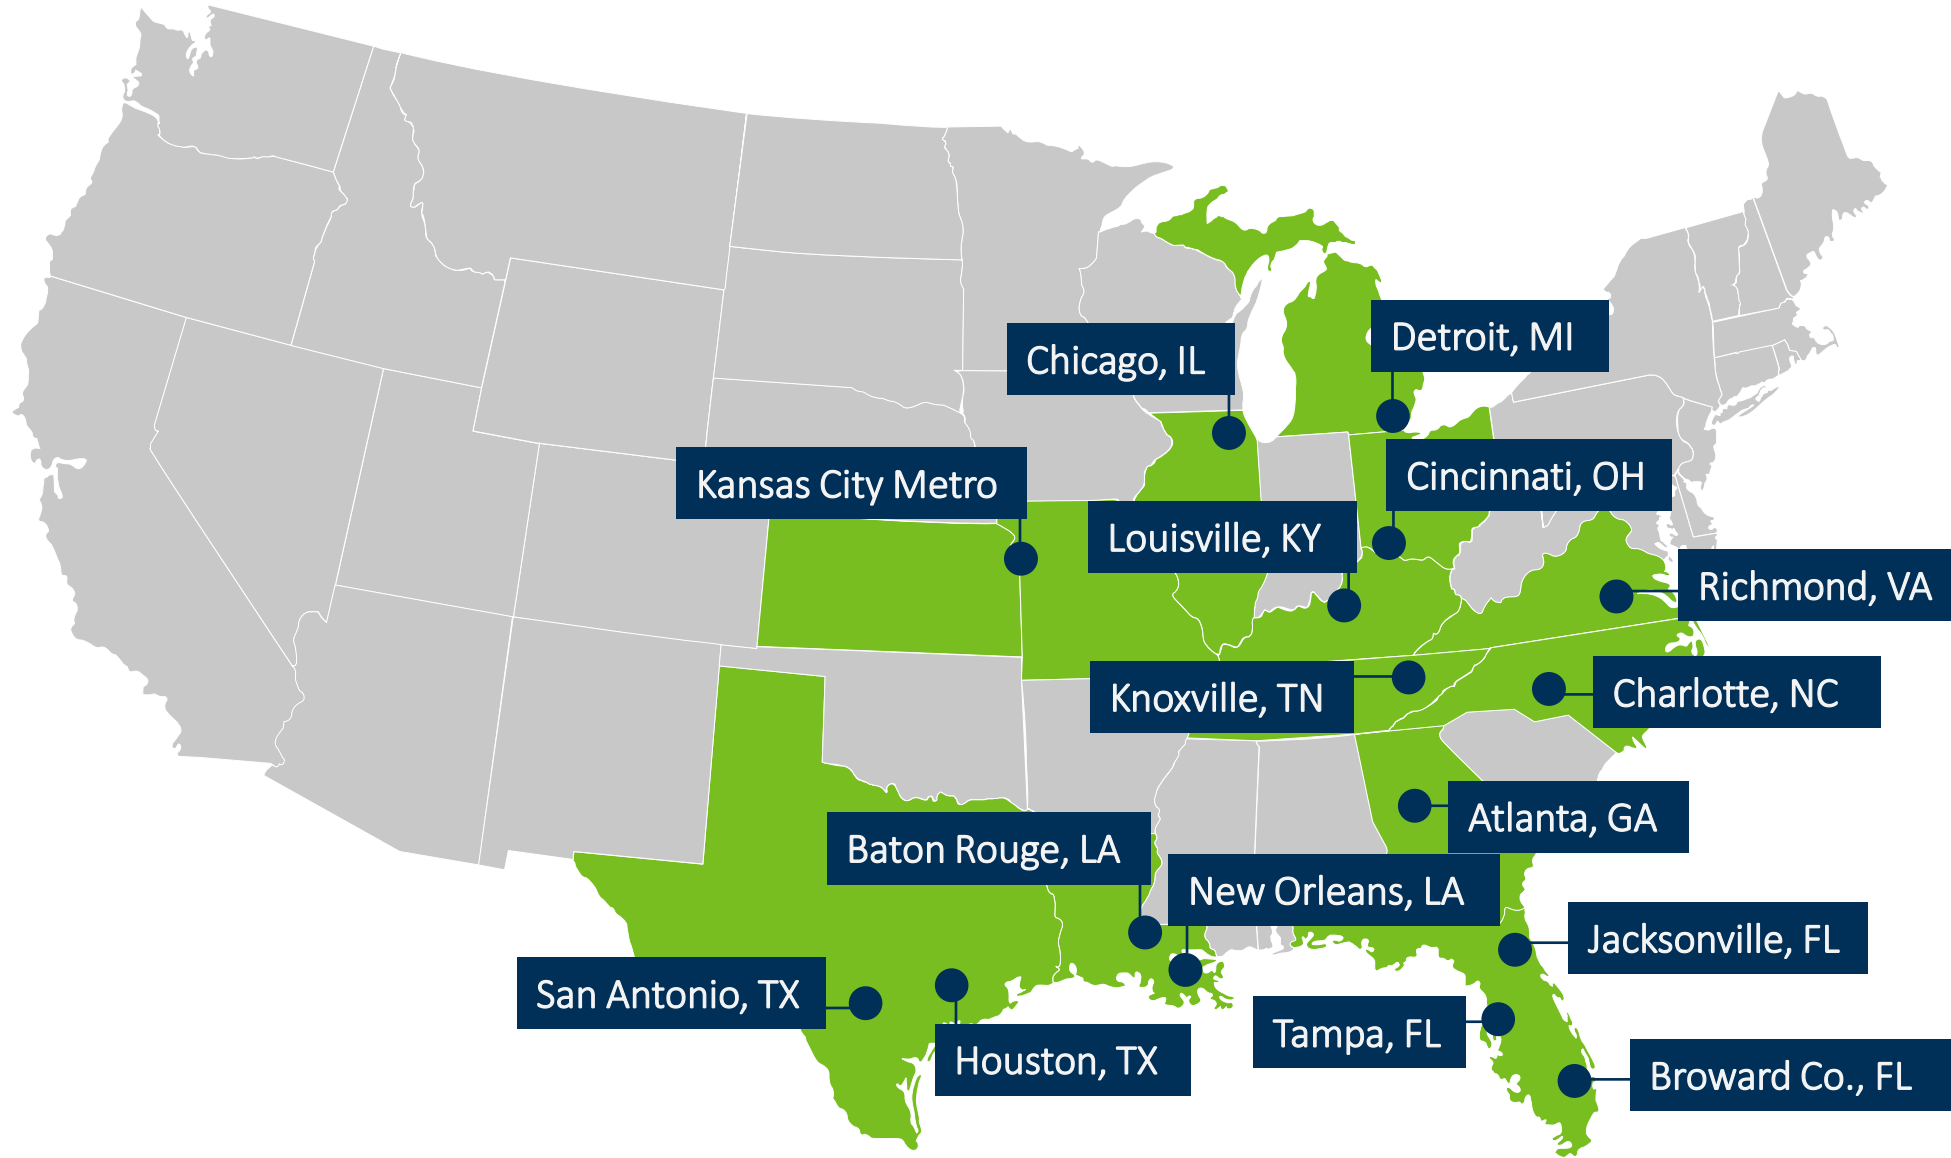 Detroit, MI
Chicago, IL
Cincinnati, OH
Kansas City Metro
Louisville, KY
Richmond, VA
Knoxville, TN
Charlotte, NC
Atlanta, GA
Baton Rouge, LA
New Orleans, LA
Jacksonville, FL
San Antonio, TX
Tampa, FL
Houston, TX
Broward Co., FL